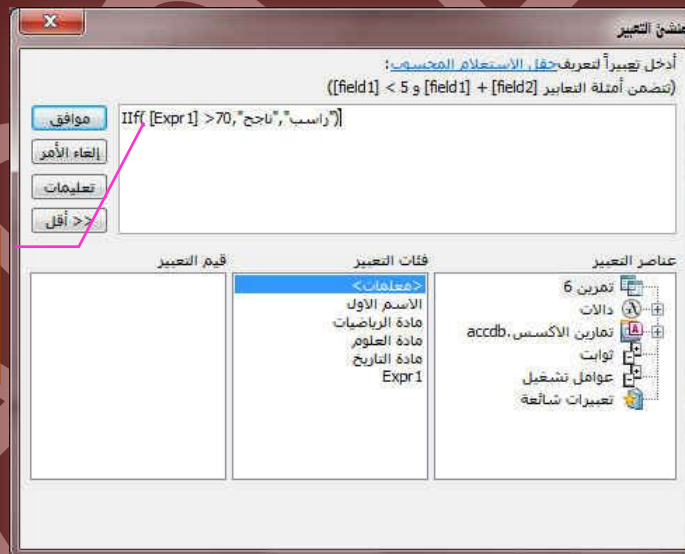 منشئ التعبير
أدخل تعبيراً لتعريف حقل الاستعلام المحسوب:
(تتضمن أمثلة التعابير [field1] + [field2] و [field1] < 5)
IIf( [Expr1] >70,"ناجح","راسب")
موافق
إلغاء الأمر
تعليمات
<< أقل
عناصر التعبير
تمرين 6
دالات
تمارين الاكسس.accdb
ثوابت
عوامل تشغيل
تعبيرات شائعة
فئات التعبير
<معلمات>
الاسم الاول
مادة الرياضيات
مادة العلوم
مادة التاريخ
Expr1
قيم التعبير